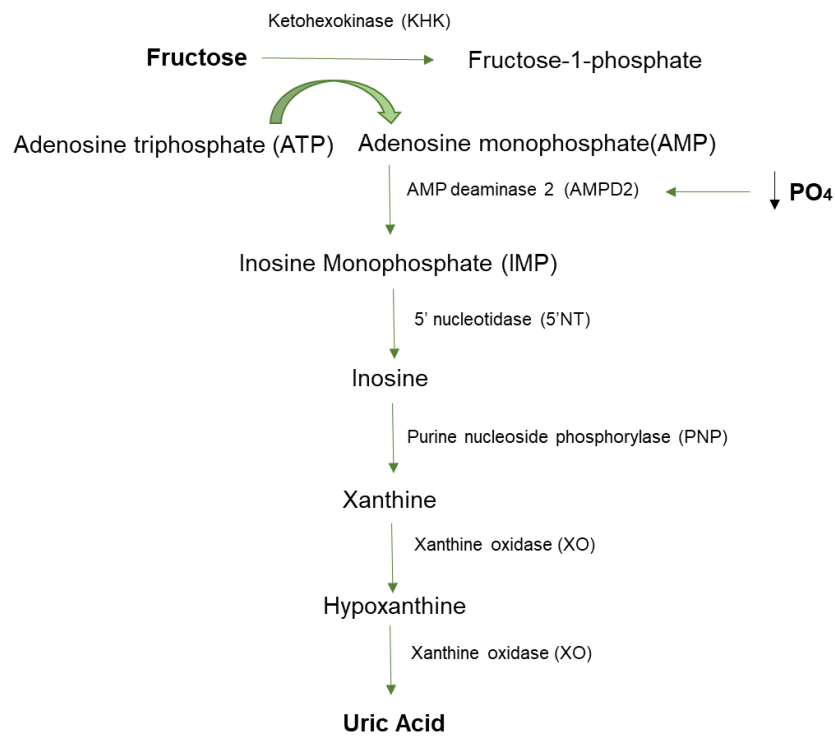 Ketohexokinase (KHK)
Fructose
Fructose-1-phosphate
Adenosine triphosphate (ATP)
Adenosine monophosphate(AMP)
AMP deaminase 2 (AMPD2)
PO₄
Inosine Monophosphate (IMP)
5’ nucleotidase (5’NT)
Inosine
Purine nucleoside phosphorylase (PNP)
Xanthine
Xanthine oxidase (XO)
Hypoxanthine
Xanthine oxidase (XO)
Uric Acid